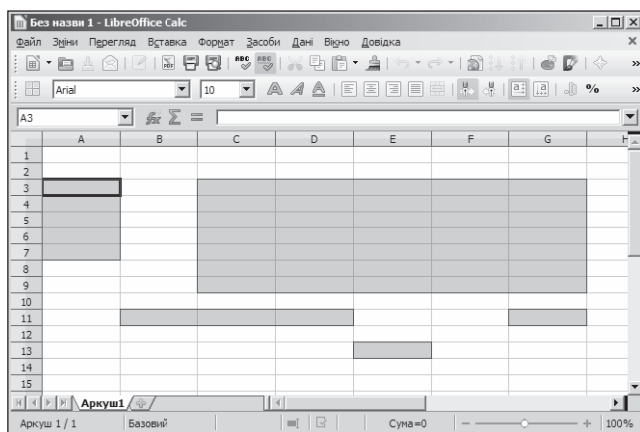 Без назви 1 - LibreOffice Calc
Файл Зміни Перегляд Вставка Формат Засоби Дані Вікно Довідка
Arial 10 %
A3
A B C D E F G H
1
2
3
4
5
6
7
8
9
10
11
12
13
14
15
Аркуш1
Аркуш 1 / 1 Базовий Сума=0 100%